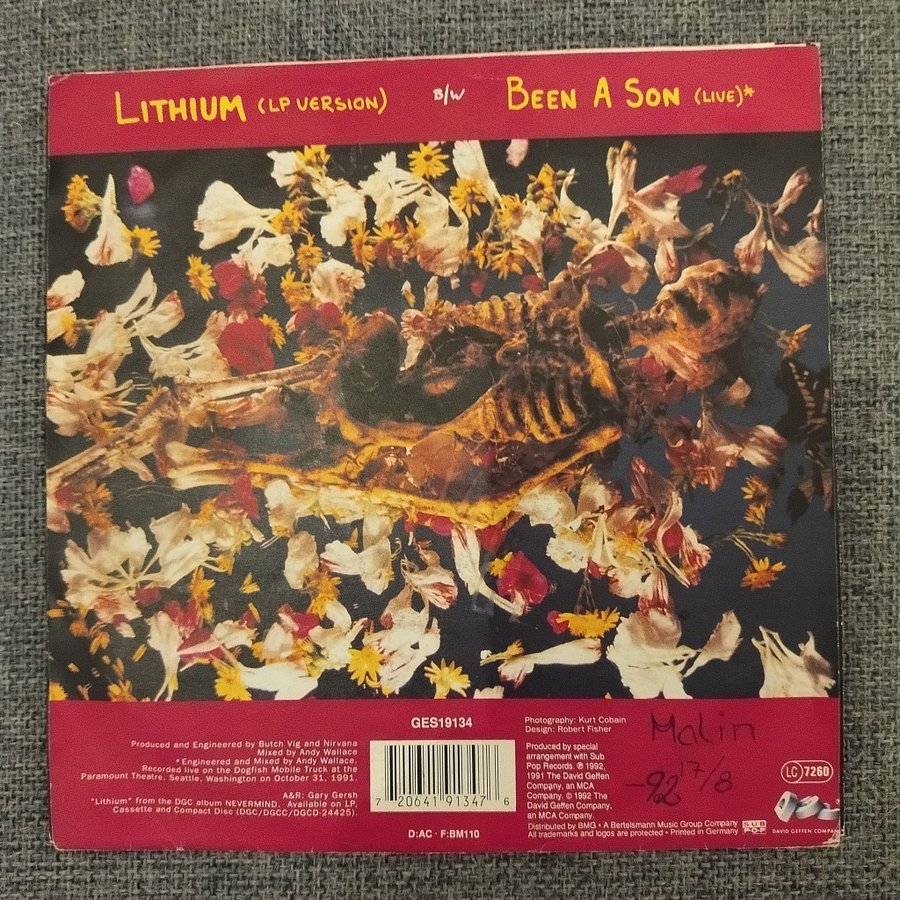 LITHIUM (LP VERSION) B/W BEEN A SON (LIVE)*
GES19134
Produced and Engineered by Butch Vig and Nirvana
Mixed by Andy Wallace
*Engineered and Mixed by Andy Wallace.
Recorded live on the Dogfish Mobile Truck at the
Paramount Theatre, Seattle, Washington on October 31, 1991.
A&R: Gary Gersh
"Lithium" from the DGC album NEVERMIND. Available on LP,
Cassette and Compact Disc (DGC/DGCC/DGCD-24425).
7 20641 91347 6
D:AC · F:BM110
Photography: Kurt Cobain
Design: Robert Fisher
Produced by special
arrangement with Sub
Pop Records. ℗ 1992,
1991 The David Geffen
Company, an MCA
Company. © 1992 The
David Geffen Company,
an MCA Company.
Distributed by BMG • A Bertelsmann Music Group Company
All trademarks and logos are protected • Printed in Germany
Malin
17/8
-92
LC 7260
SUB
POP
DAVID GEFFEN COMPANY